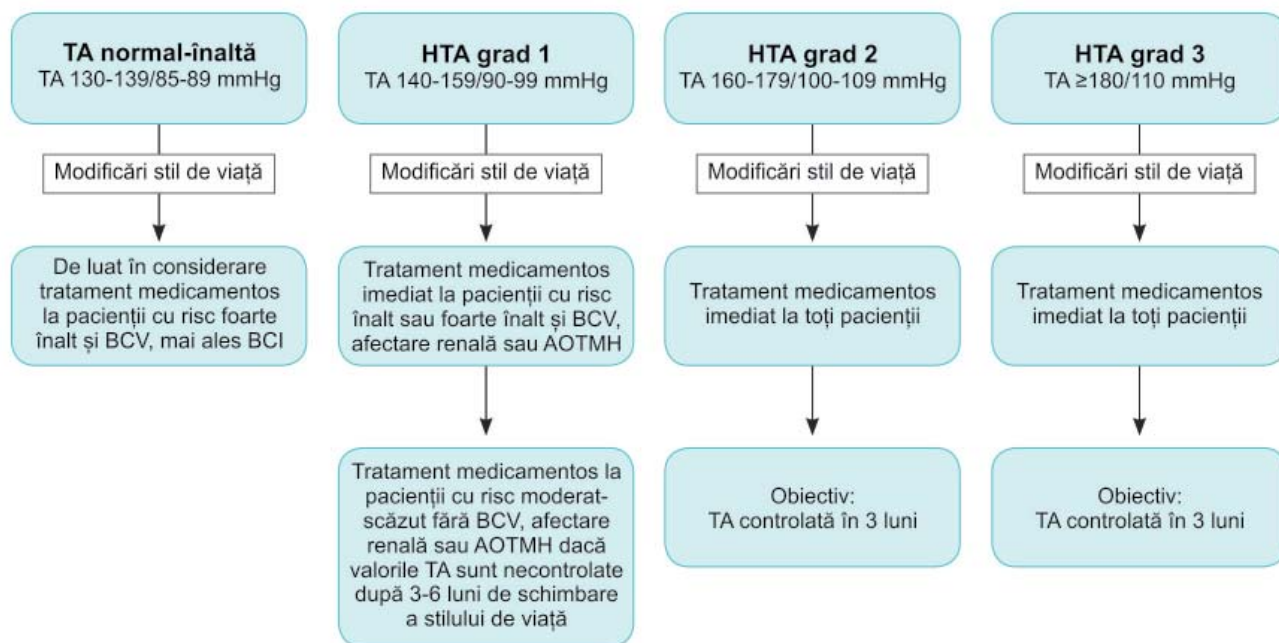 TA normal-înaltă
TA 130-139/85-89 mmHg
Modificări stil de viață
De luat în considerare
tratament medicamentos
la pacienții cu risc foarte
înalt și BCV, mai ales BCI
HTA grad 1
TA 140-159/90-99 mmHg
Modificări stil de viață
Tratament medicamentos
imediat la pacienții cu risc
înalt sau foarte înalt și BCV,
afectare renală sau AOTMH
Tratament medicamentos la
pacienții cu risc moderat-
scăzut fără BCV, afectare
renală sau AOTMH dacă
valorile TA sunt necontrolate
după 3-6 luni de schimbare
a stilului de viață
HTA grad 2
TA 160-179/100-109 mmHg
Modificări stil de viață
Tratament medicamentos
imediat la toți pacienții
Obiectiv:
TA controlată în 3 luni
HTA grad 3
TA ≥180/110 mmHg
Modificări stil de viață
Tratament medicamentos
imediat la toți pacienții
Obiectiv:
TA controlată în 3 luni